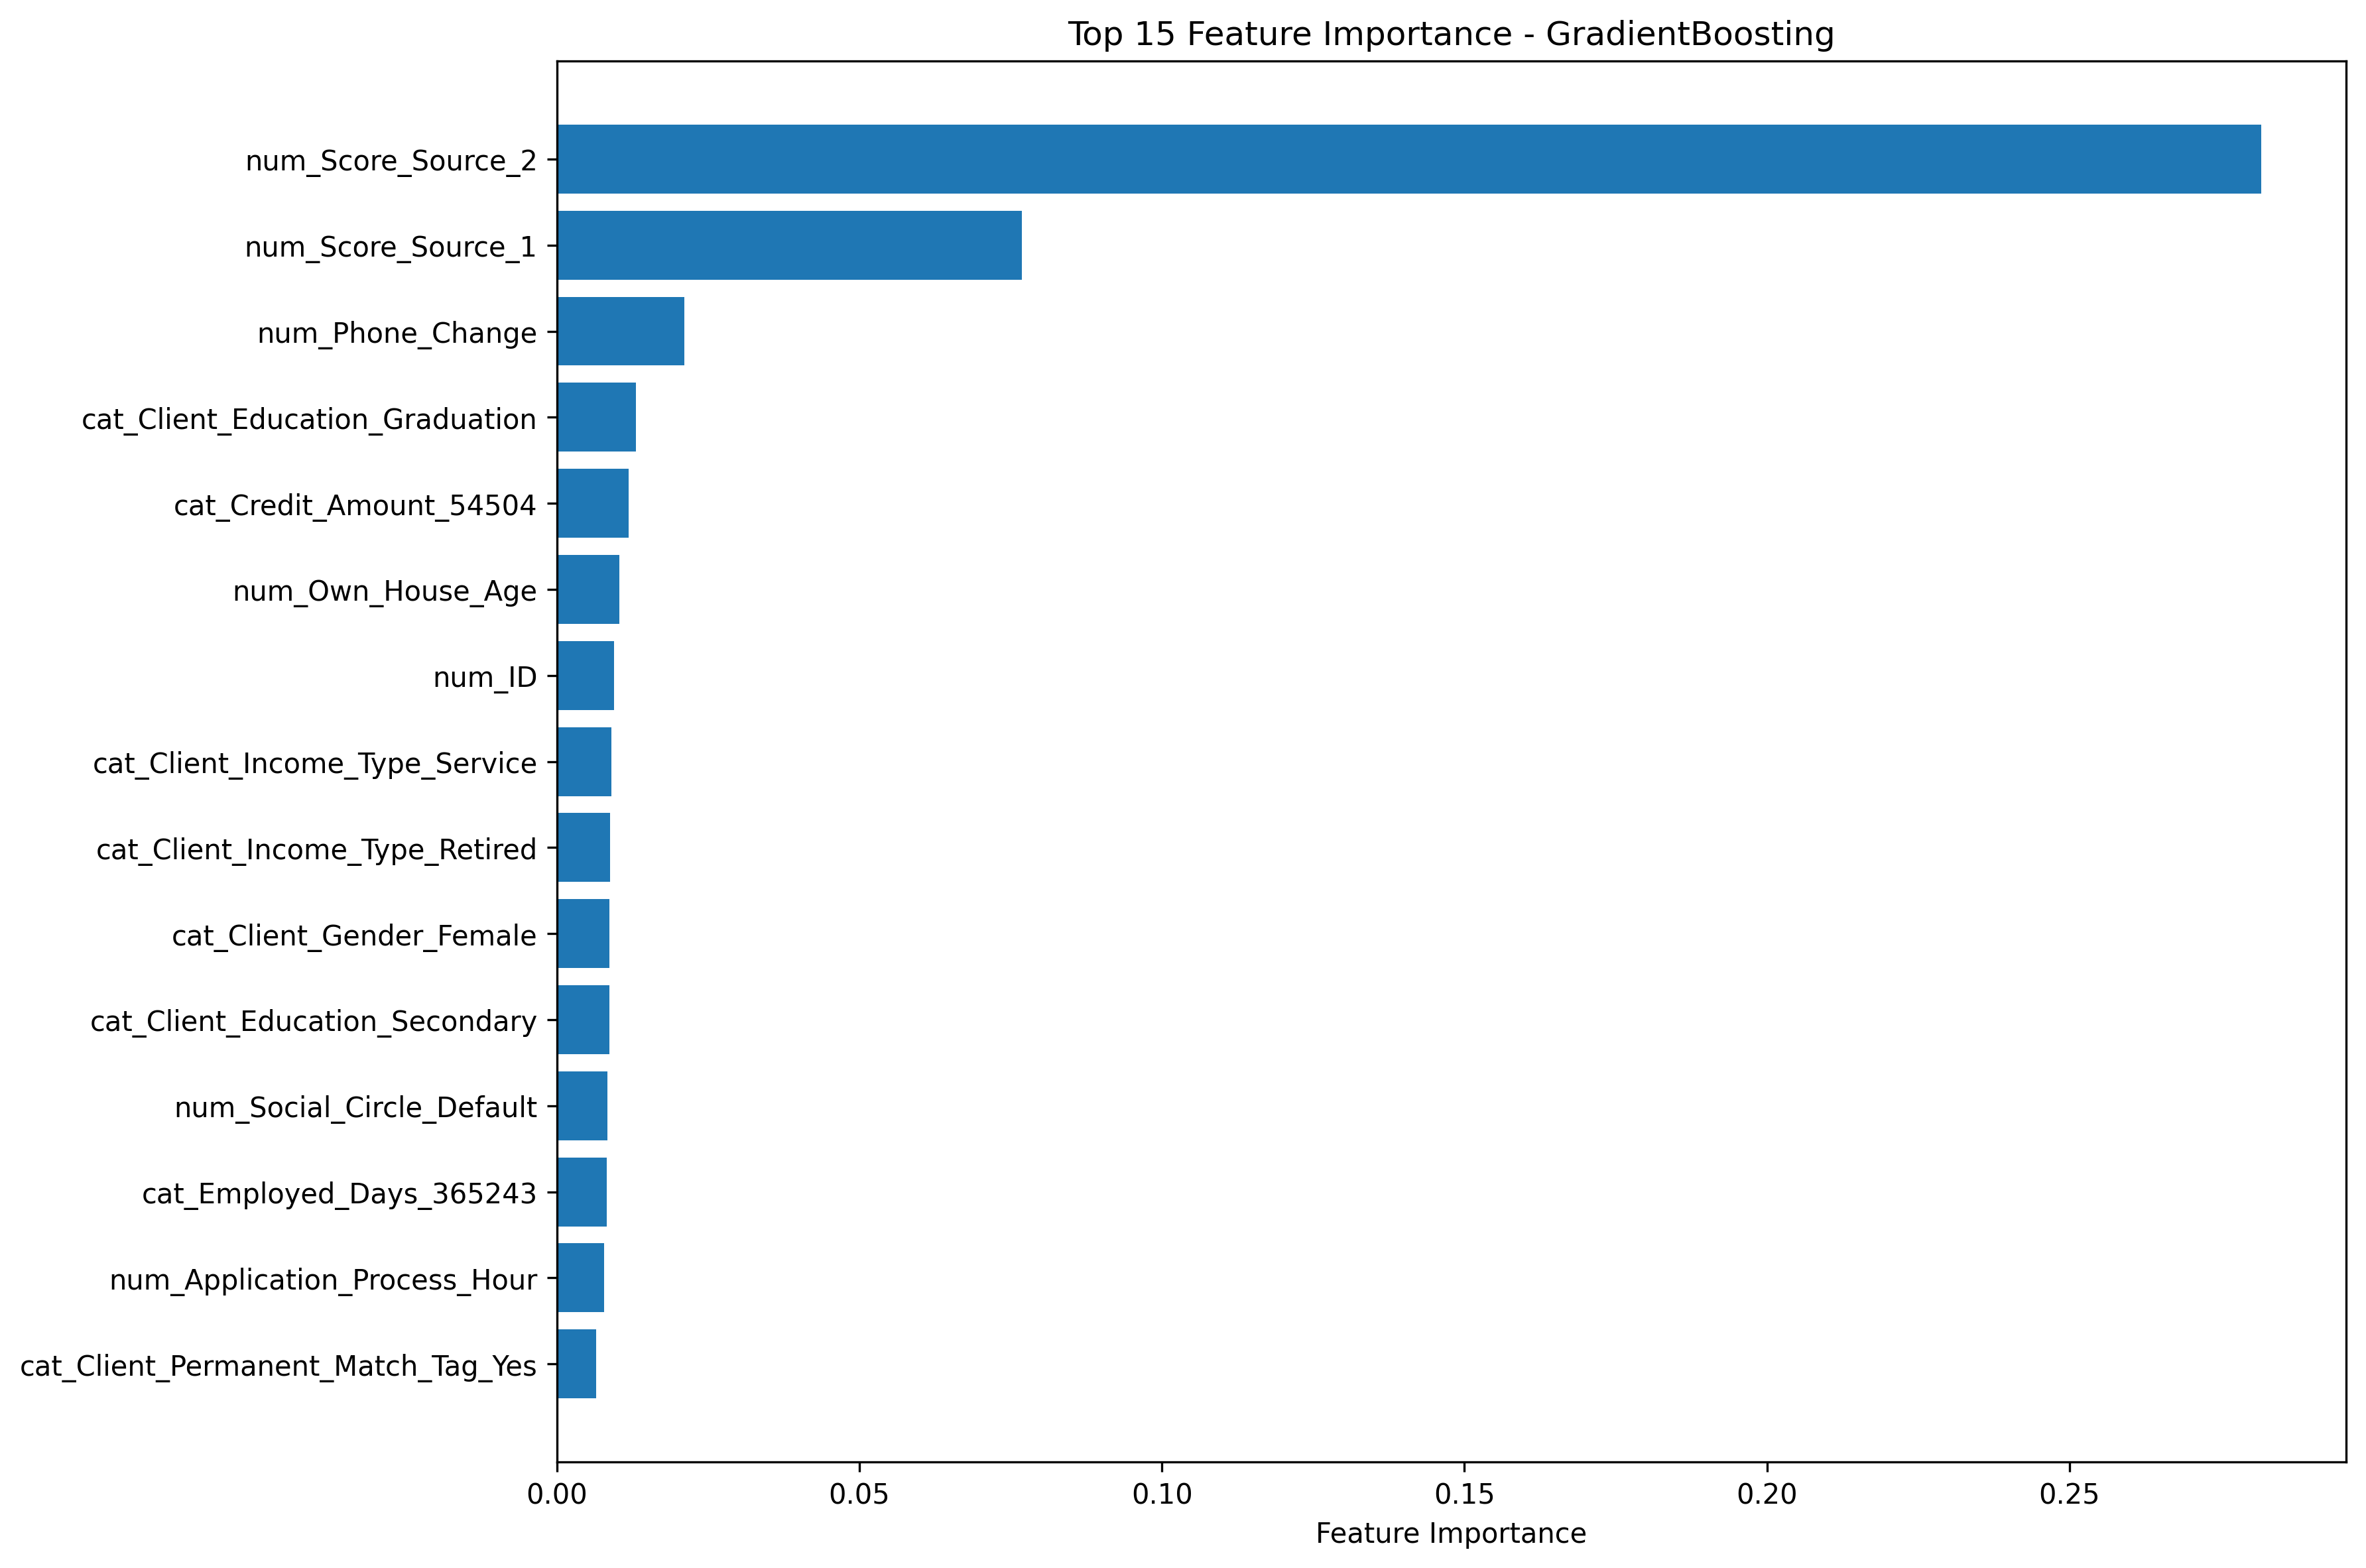 Top 15 Feature Importance - GradientBoosting
num_Score_Source_2
num_Score_Source_1
num_Phone_Change
cat_Client_Education_Graduation
cat_Credit_Amount_54504
num_Own_House_Age
num_ID
cat_Client_Income_Type_Service
cat_Client_Income_Type_Retired
cat_Client_Gender_Female
cat_Client_Education_Secondary
num_Social_Circle_Default
cat_Employed_Days_365243
num_Application_Process_Hour
cat_Client_Permanent_Match_Tag_Yes
0.00 0.05 0.10 0.15 0.20 0.25
Feature Importance